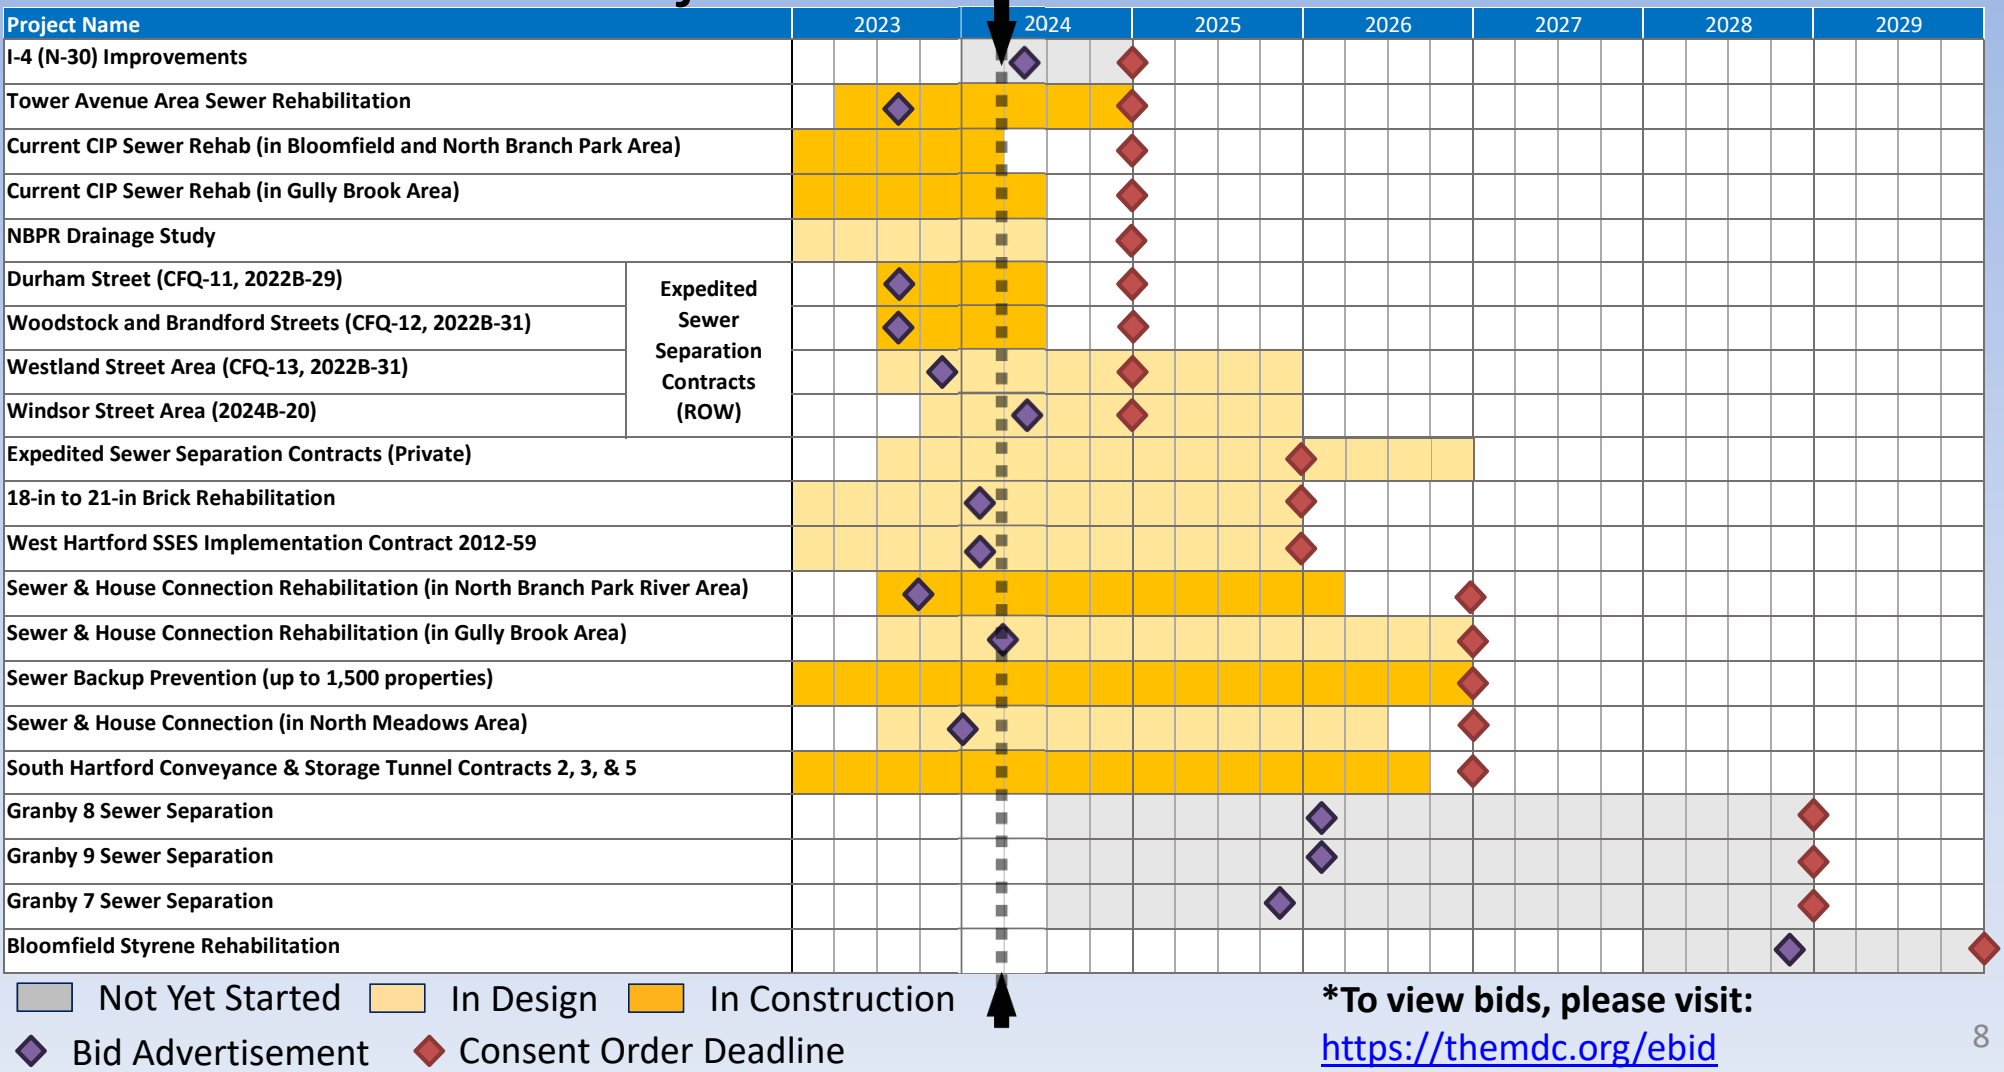 Project Name 2023 2024 2025 2026 2027 2028 2029
I-4 (N-30) Improvements
Tower Avenue Area Sewer Rehabilitation
Current CIP Sewer Rehab (in Bloomfield and North Branch Park Area)
Current CIP Sewer Rehab (in Gully Brook Area)
NBPR Drainage Study
Durham Street (CFQ-11, 2022B-29)
Woodstock and Brandford Streets (CFQ-12, 2022B-31)
Westland Street Area (CFQ-13, 2022B-31)
Windsor Street Area (2024B-20)
Expedited
Sewer
Separation
Contracts
(ROW)
Expedited Sewer Separation Contracts (Private)
18-in to 21-in Brick Rehabilitation
West Hartford SSES Implementation Contract 2012-59
Sewer & House Connection Rehabilitation (in North Branch Park River Area)
Sewer & House Connection Rehabilitation (in Gully Brook Area)
Sewer Backup Prevention (up to 1,500 properties)
Sewer & House Connection (in North Meadows Area)
South Hartford Conveyance & Storage Tunnel Contracts 2, 3, & 5
Granby 8 Sewer Separation
Granby 9 Sewer Separation
Granby 7 Sewer Separation
Bloomfield Styrene Rehabilitation
Not Yet Started In Design In Construction
Bid Advertisement Consent Order Deadline
*To view bids, please visit:
https://themdc.org/ebid
8